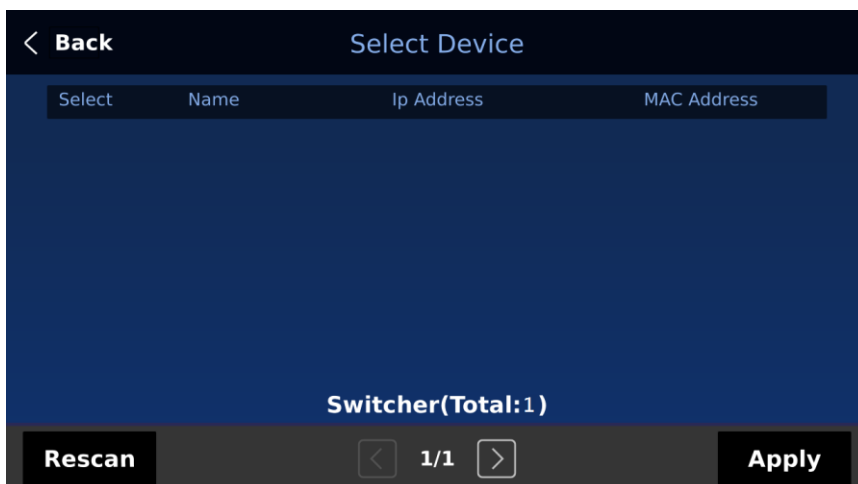 Back Select Device
Select Name Ip Address MAC Address
Switcher(Total:1)
Rescan 1/1 Apply